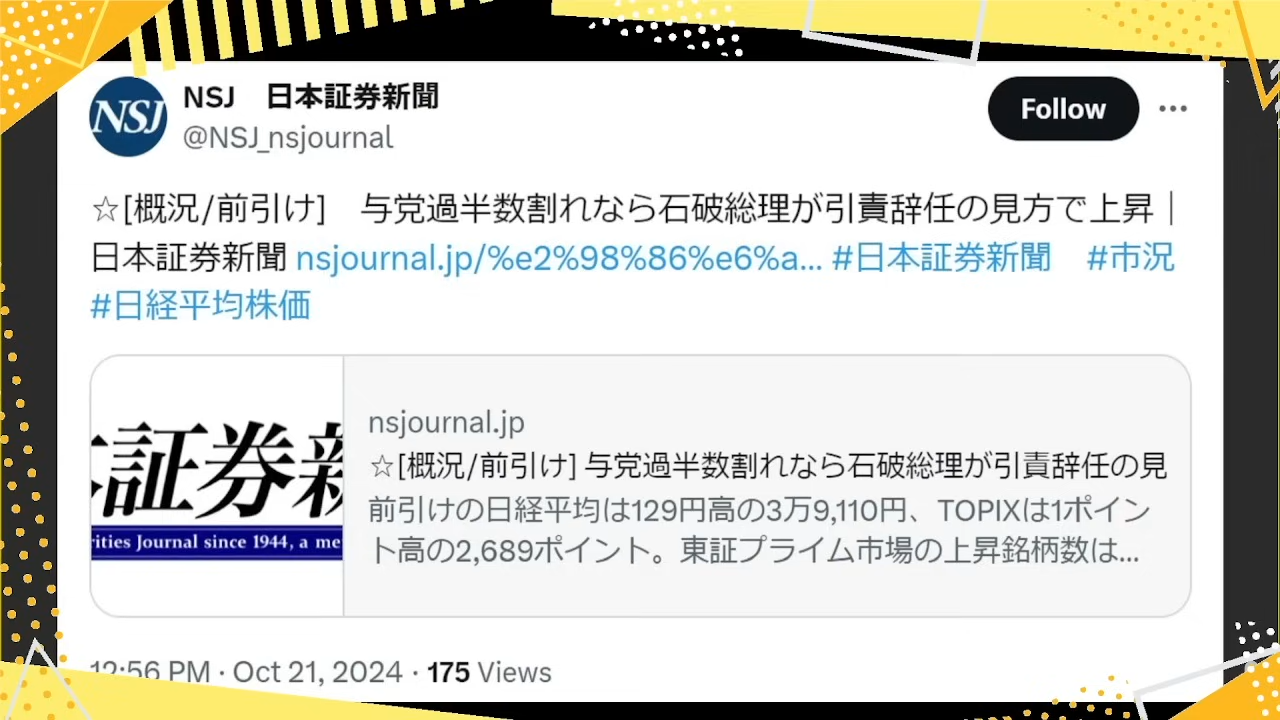 NSJ
NSJ　日本証券新聞
@NSJ_nsjournal
Follow
☆[概況/前引け]　与党過半数割れなら石破総理が引責辞任の見方で上昇｜
日本証券新聞 nsjournal.jp/%e2%98%86%e6%a... #日本証券新聞　#市況
#日経平均株価
証券新
rities Journal since 1944, a me
nsjournal.jp
☆[概況/前引け] 与党過半数割れなら石破総理が引責辞任の見
前引けの日経平均は129円高の3万9,110円、TOPIXは1ポイン
ト高の2,689ポイント。東証プライム市場の上昇銘柄数は...
12:56 PM · Oct 21, 2024 · 175 Views